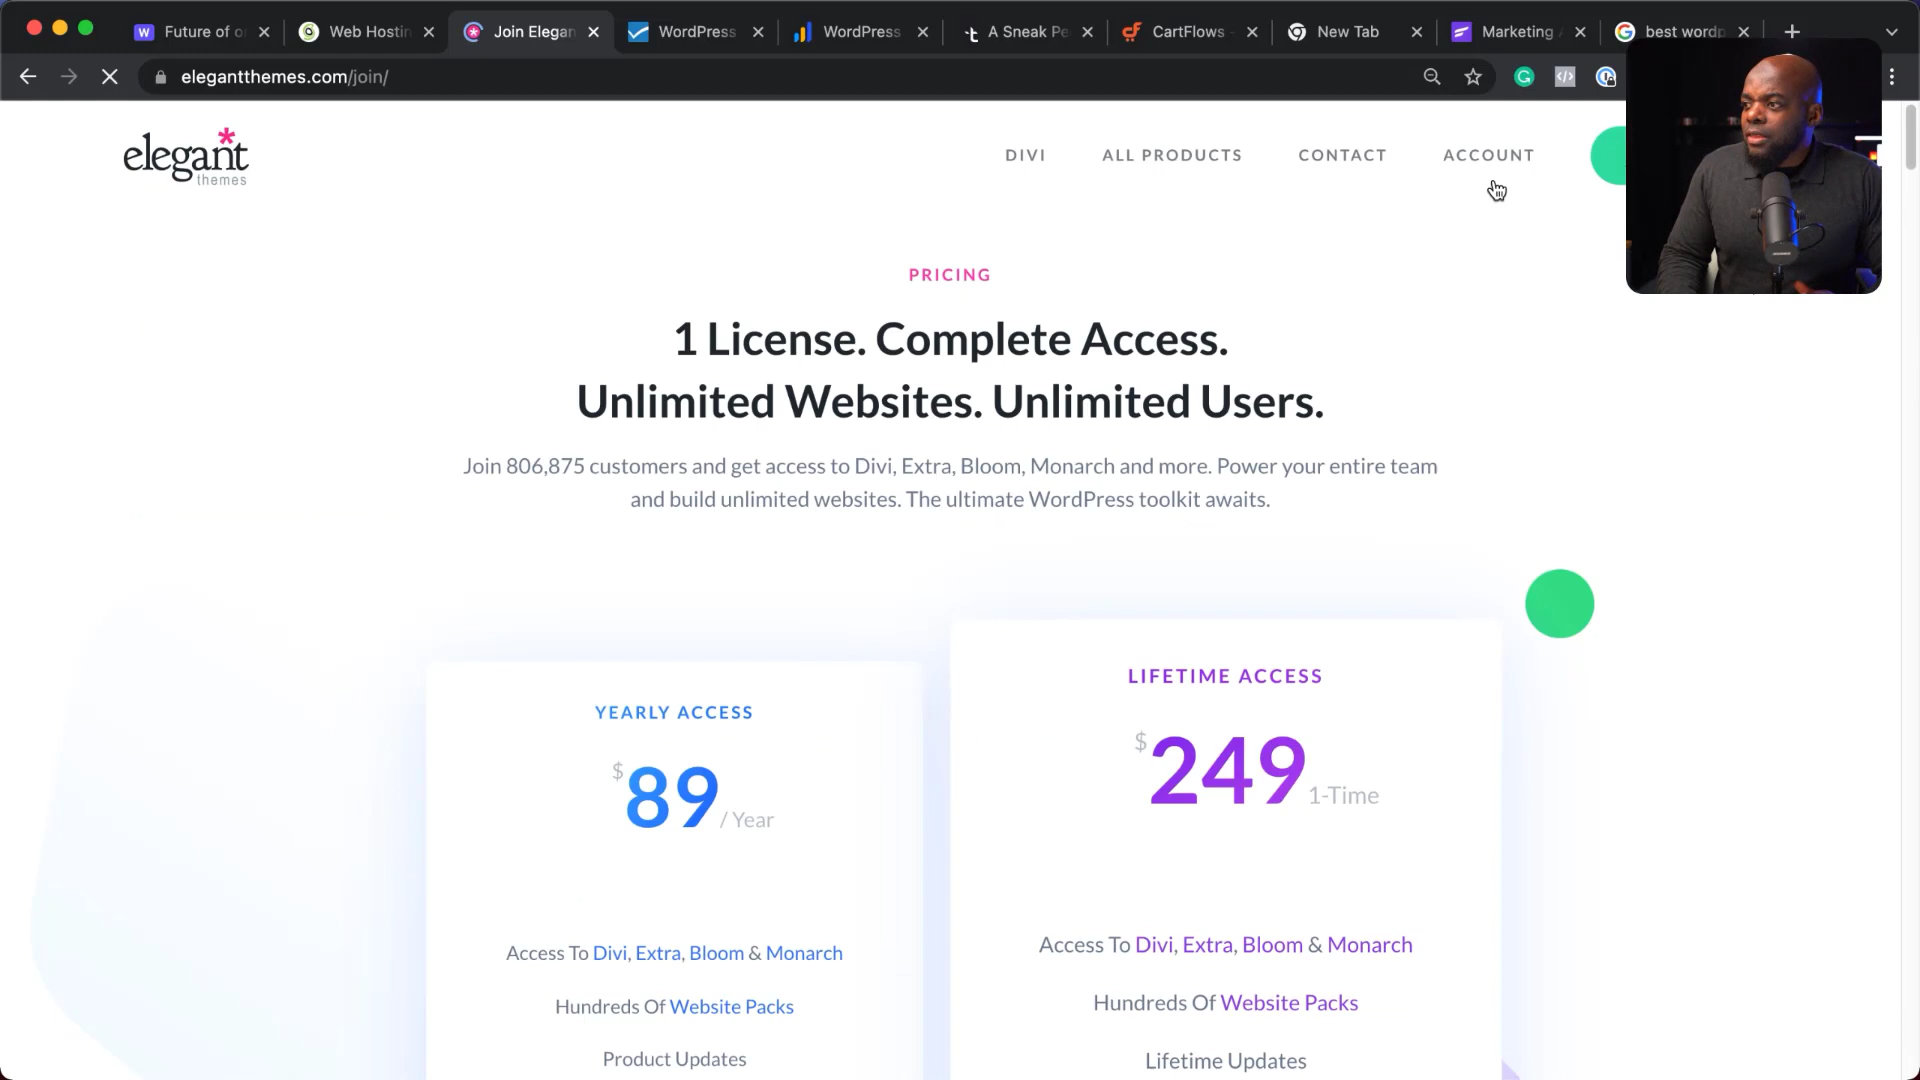 Future of o
Web Hostin
Join Elegan
WordPress
WordPress
A Sneak Pe
CartFlows -
New Tab
Marketing
best wordp
elegantthemes.com/join/
elegant
themes
DIVI
ALL PRODUCTS
CONTACT
ACCOUNT
PRICING
1 License. Complete Access.
Unlimited Websites. Unlimited Users.
Join 806,875 customers and get access to Divi, Extra, Bloom, Monarch and more. Power your entire team
and build unlimited websites. The ultimate WordPress toolkit awaits.
YEARLY ACCESS
$89 / Year
Access To Divi, Extra, Bloom & Monarch
Hundreds Of Website Packs
Product Updates
LIFETIME ACCESS
$249 1-Time
Access To Divi, Extra, Bloom & Monarch
Hundreds Of Website Packs
Lifetime Updates